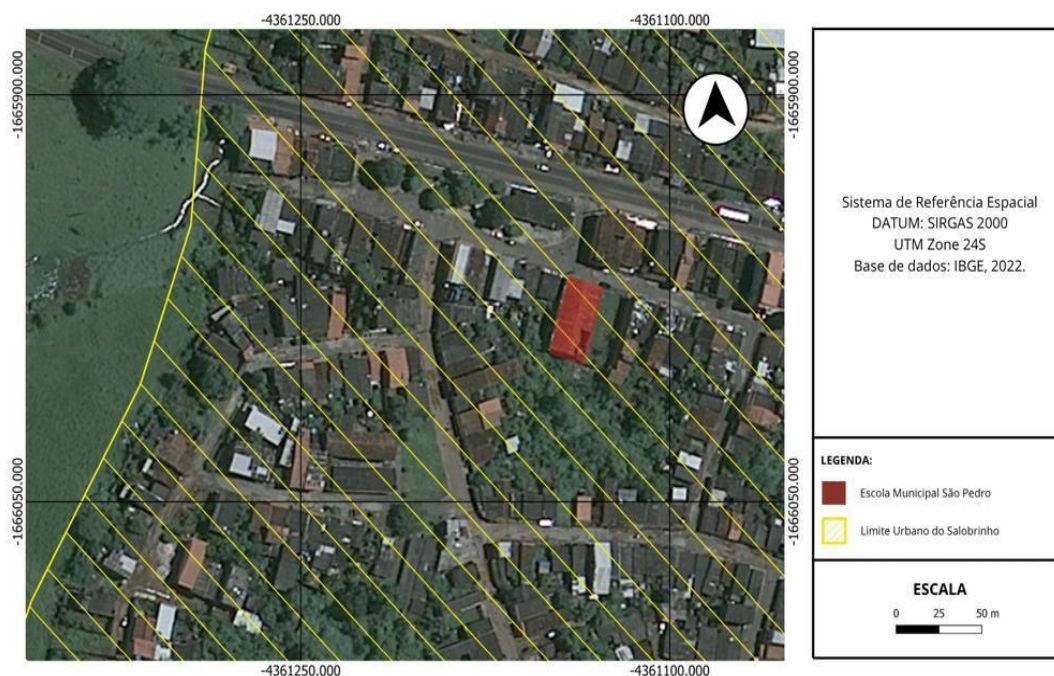 -4361250.000
-4361100.000
-1665900.000
-1665900.000
-1666050.000
-1666050.000
-4361250.000
-4361100.000
Sistema de Referência Espacial
DATUM: SIRGAS 2000
UTM Zone 24S
Base de dados: IBGE, 2022.
LEGENDA:
Escola Municipal São Pedro
Limite Urbano do Salobrinho
ESCALA
0 25 50 m